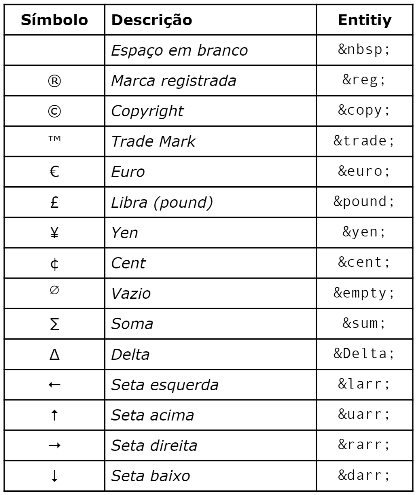 Símbolo Descrição Entitiy
Espaço em branco &nbsp;
® Marca registrada &reg;
© Copyright &copy;
™ Trade Mark &trade;
€ Euro &euro;
£ Libra (pound) &pound;
¥ Yen &yen;
¢ Cent &cent;
∅ Vazio &empty;
∑ Soma &sum;
Δ Delta &Delta;
← Seta esquerda &larr;
↑ Seta acima &uarr;
→ Seta direita &rarr;
↓ Seta baixo &darr;